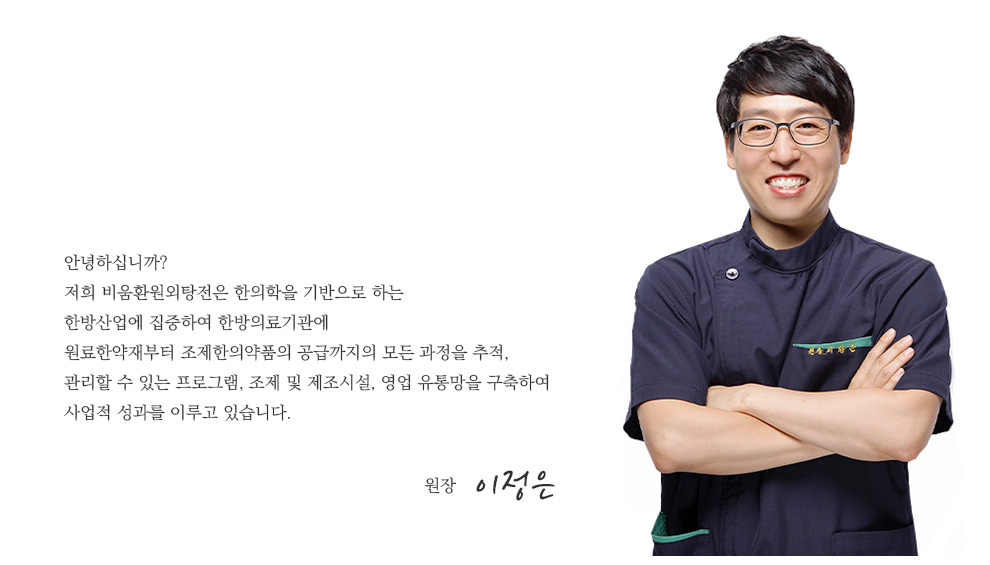 안녕하십니까?
저희 비움환원외탕전은 한의학을 기반으로 하는
한방산업에 집중하여 한방의료기관에
원료한약재부터 조제한의약품의 공급까지의 모든 과정을 추적,
관리할 수 있는 프로그램, 조제 및 제조시설, 영업 유통망을 구축하여
사업적 성과를 이루고 있습니다.
원장 이정은